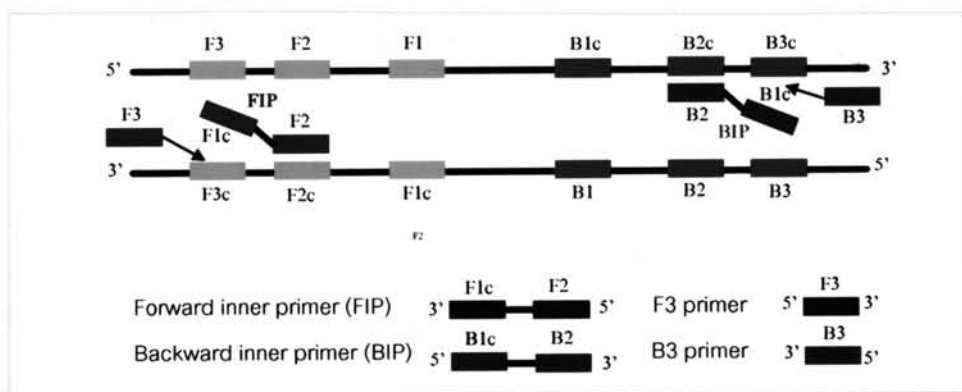 F3 F2 F1 B1c B2c B3c
5’ 3’
F3 F1c FIP F2 B2 BIP B1c B3
3’ 5’
F3c F2c F1c B1 B2 B3
F2
F1c F2 F3
Forward inner primer (FIP) 3’ 5’ F3 primer 5’ 3’
B1c B2 B3
Backward inner primer (BIP) 5’ 3’ B3 primer 3’ 5’